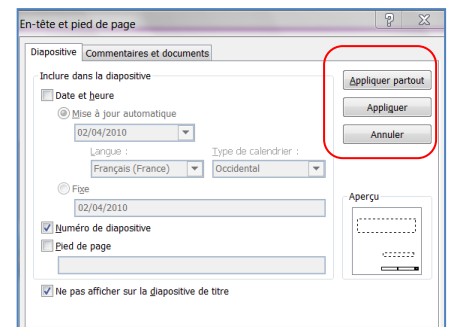 En-tête et pied de page
Diapositive Commentaires et documents
Inclure dans la diapositive
Date et heure
Mise à jour automatique
02/04/2010
Langue : Type de calendrier :
Français (France) Occidental
Fixe
02/04/2010
Numéro de diapositive
Pied de page
Ne pas afficher sur la diapositive de titre
Appliquer partout
Appliquer
Annuler
Aperçu